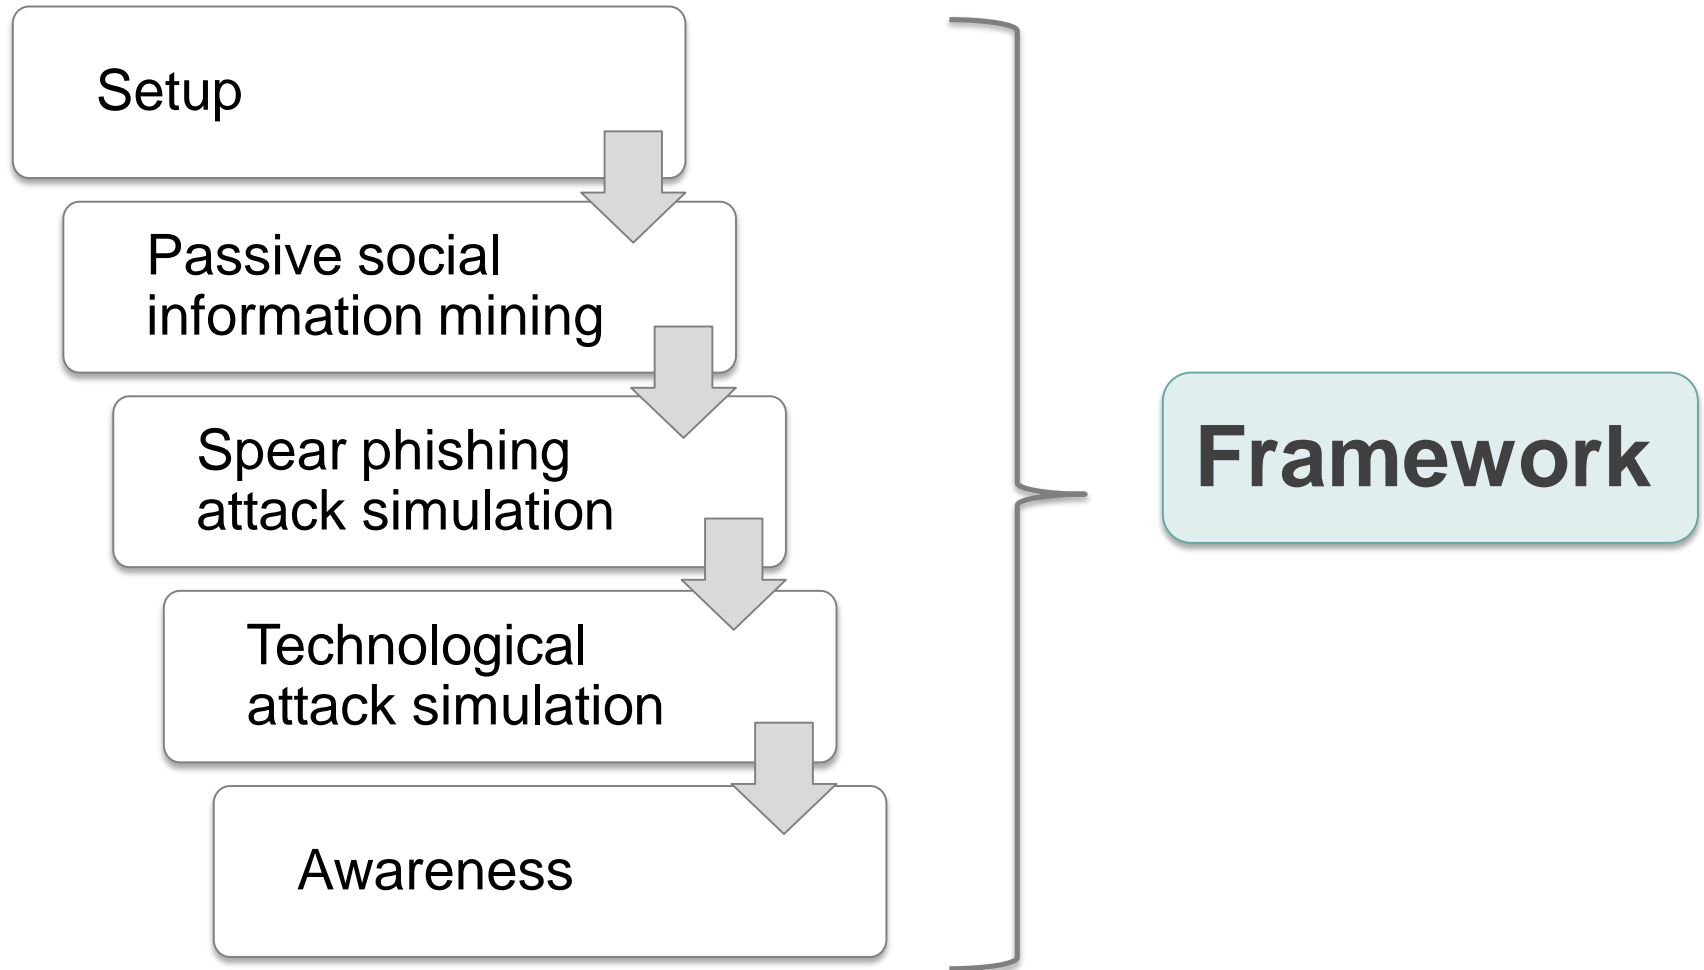 Setup
Passive social
information mining
Spear phishing
attack simulation
Technological
attack simulation
Awareness
Framework